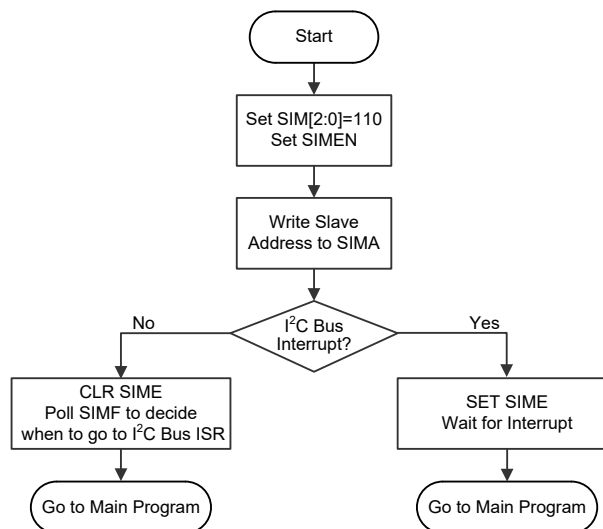 Start
Set SIM[2:0]=110
Set SIMEN
Write Slave
Address to SIMA
I²C Bus
Interrupt?
No
Yes
CLR SIME
Poll SIMF to decide
when to go to I²C Bus ISR
SET SIME
Wait for Interrupt
Go to Main Program
Go to Main Program